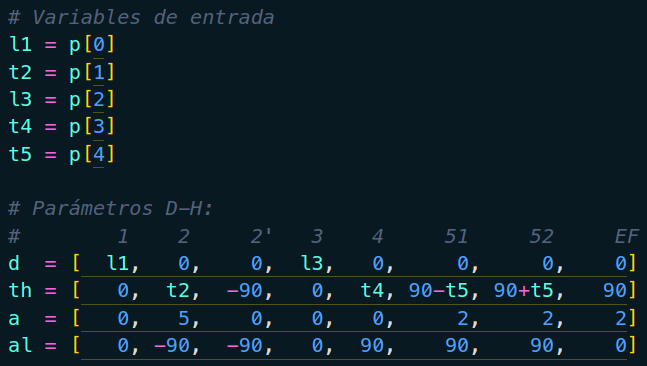 # Variables de entrada
l1 = p[0]
t2 = p[1]
l3 = p[2]
t4 = p[3]
t5 = p[4]
# Parámetros D-H:
#        1    2     2'   3    4     51     52     EF
d  = [  l1,   0,    0,  l3,   0,     0,     0,     0]
th = [   0,  t2,  -90,   0,  t4, 90-t5, 90+t5,    90]
a  = [   0,   5,    0,   0,   0,     2,     2,     2]
al = [   0, -90,  -90,   0,  90,    90,    90,     0]